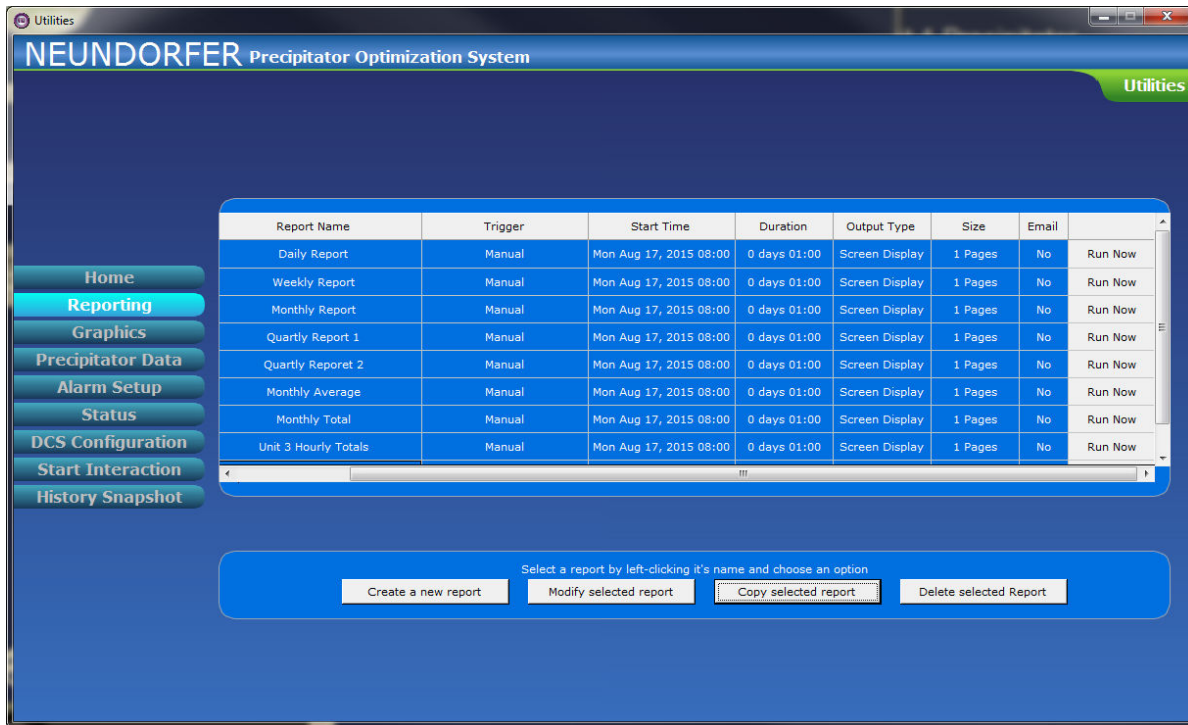 Utilities
NEUNDORFER Precipitator Optimization System
Utilities
Home
Reporting
Graphics
Precipitator Data
Alarm Setup
Status
DCS Configuration
Start Interaction
History Snapshot
Report Name Trigger Start Time Duration Output Type Size Email
Daily Report Manual Mon Aug 17, 2015 08:00 0 days 01:00 Screen Display 1 Pages No Run Now
Weekly Report Manual Mon Aug 17, 2015 08:00 0 days 01:00 Screen Display 1 Pages No Run Now
Monthly Report Manual Mon Aug 17, 2015 08:00 0 days 01:00 Screen Display 1 Pages No Run Now
Quartly Report 1 Manual Mon Aug 17, 2015 08:00 0 days 01:00 Screen Display 1 Pages No Run Now
Quartly Reporet 2 Manual Mon Aug 17, 2015 08:00 0 days 01:00 Screen Display 1 Pages No Run Now
Monthly Average Manual Mon Aug 17, 2015 08:00 0 days 01:00 Screen Display 1 Pages No Run Now
Monthly Total Manual Mon Aug 17, 2015 08:00 0 days 01:00 Screen Display 1 Pages No Run Now
Unit 3 Hourly Totals Manual Mon Aug 17, 2015 08:00 0 days 01:00 Screen Display 1 Pages No Run Now
Select a report by left-clicking it's name and choose an option
Create a new report Modify selected report Copy selected report Delete selected Report